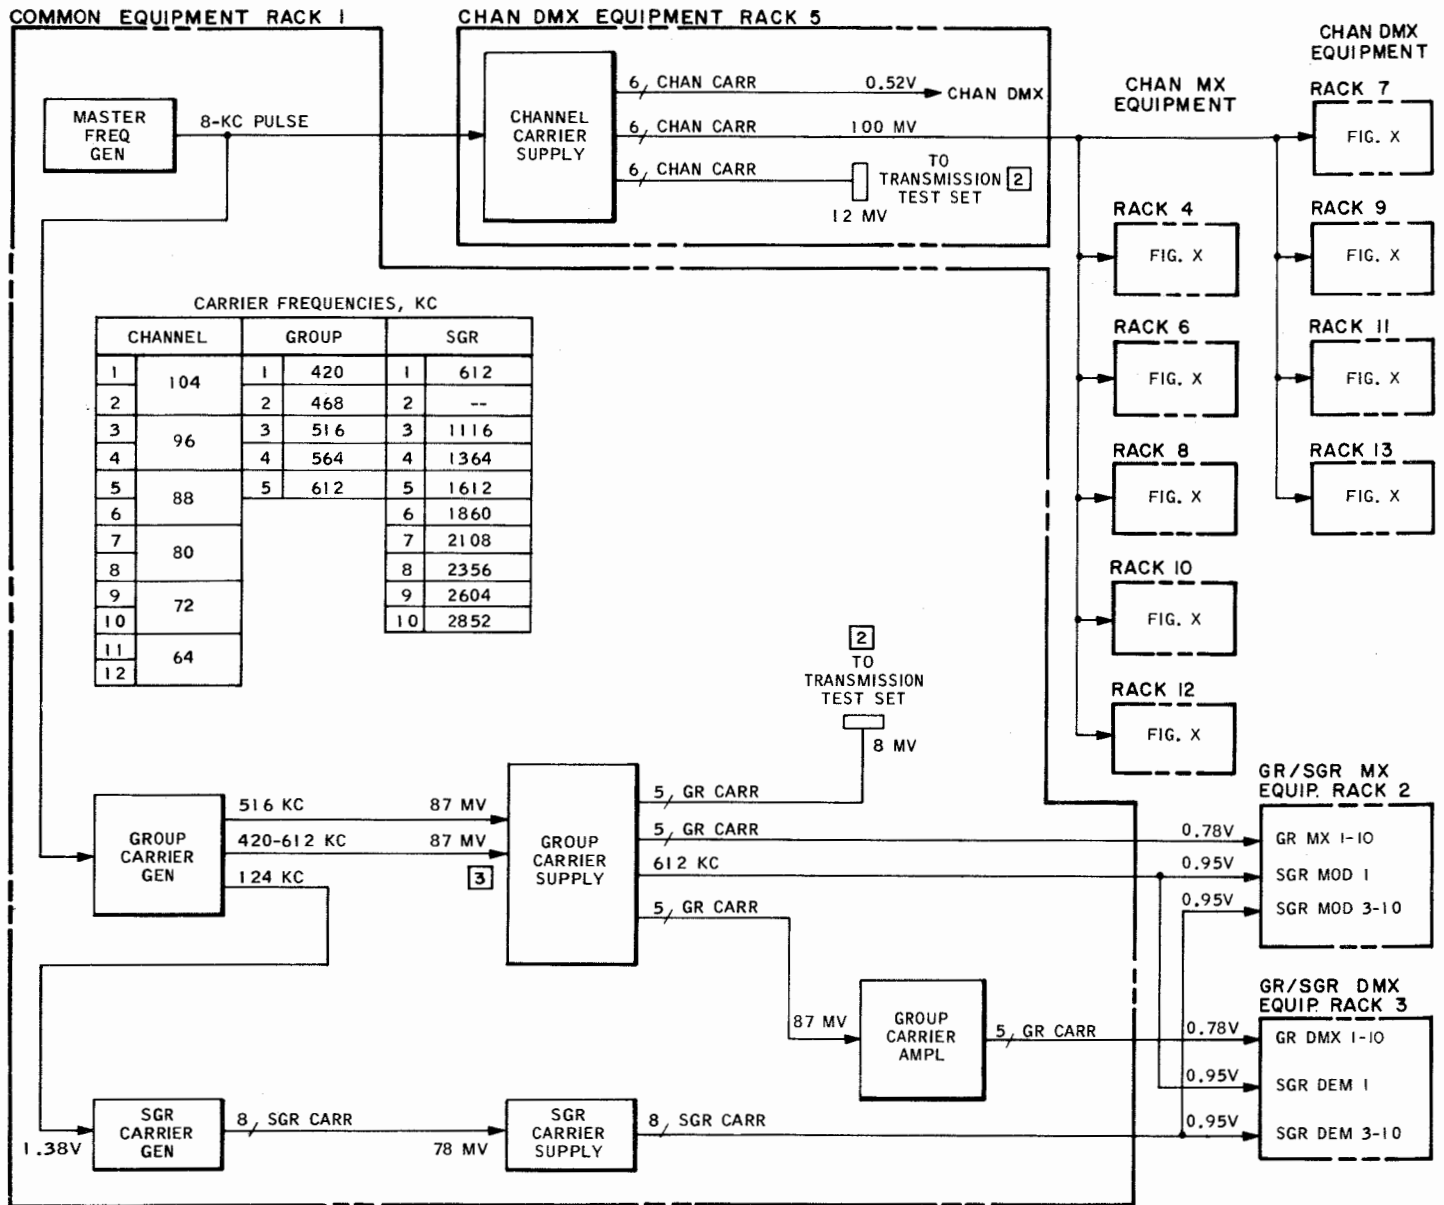 COMMON EQUIPMENT RACK 1
CHAN DMX EQUIPMENT RACK 5
CHAN DMX
EQUIPMENT
MASTER
FREQ
GEN
8-KC PULSE
CHANNEL
CARRIER
SUPPLY
6/ CHAN CARR 0.52V
CHAN DMX
6/ CHAN CARR 100 MV
6/ CHAN CARR
TO
TRANSMISSION 2
TEST SET
12 MV
CHAN MX
EQUIPMENT
RACK 7
FIG. X
RACK 4
FIG. X
RACK 9
FIG. X
RACK 6
FIG. X
RACK 11
FIG. X
RACK 8
FIG. X
RACK 13
FIG. X
RACK 10
FIG. X
RACK 12
FIG. X
CARRIER FREQUENCIES, KC
CHANNEL GROUP SGR
1 104 1 420 1 612
2 2 468 2 --
3 96 3 516 3 1116
4 4 564 4 1364
5 88 5 612 5 1612
6 6 1860
7 80 7 2108
8 8 2356
9 72 9 2604
10 10 2852
11 64
12
2
TO
TRANSMISSION
TEST SET
8 MV
GROUP
CARRIER
GEN
516 KC 87 MV
420-612 KC 87 MV
3
124 KC
GROUP
CARRIER
SUPPLY
5/ GR CARR
5/ GR CARR
612 KC
5/ GR CARR
87 MV
GROUP
CARRIER
AMPL
5/ GR CARR
GR/SGR MX
EQUIP. RACK 2
0.78V GR MX 1-10
0.95V SGR MOD 1
0.95V SGR MOD 3-10
GR/SGR DMX
EQUIP. RACK 3
0.78V GR DMX 1-10
0.95V SGR DEM 1
0.95V SGR DEM 3-10
1.38V
SGR
CARRIER
GEN
8/ SGR CARR
78 MV
SGR
CARRIER
SUPPLY
8/ SGR CARR